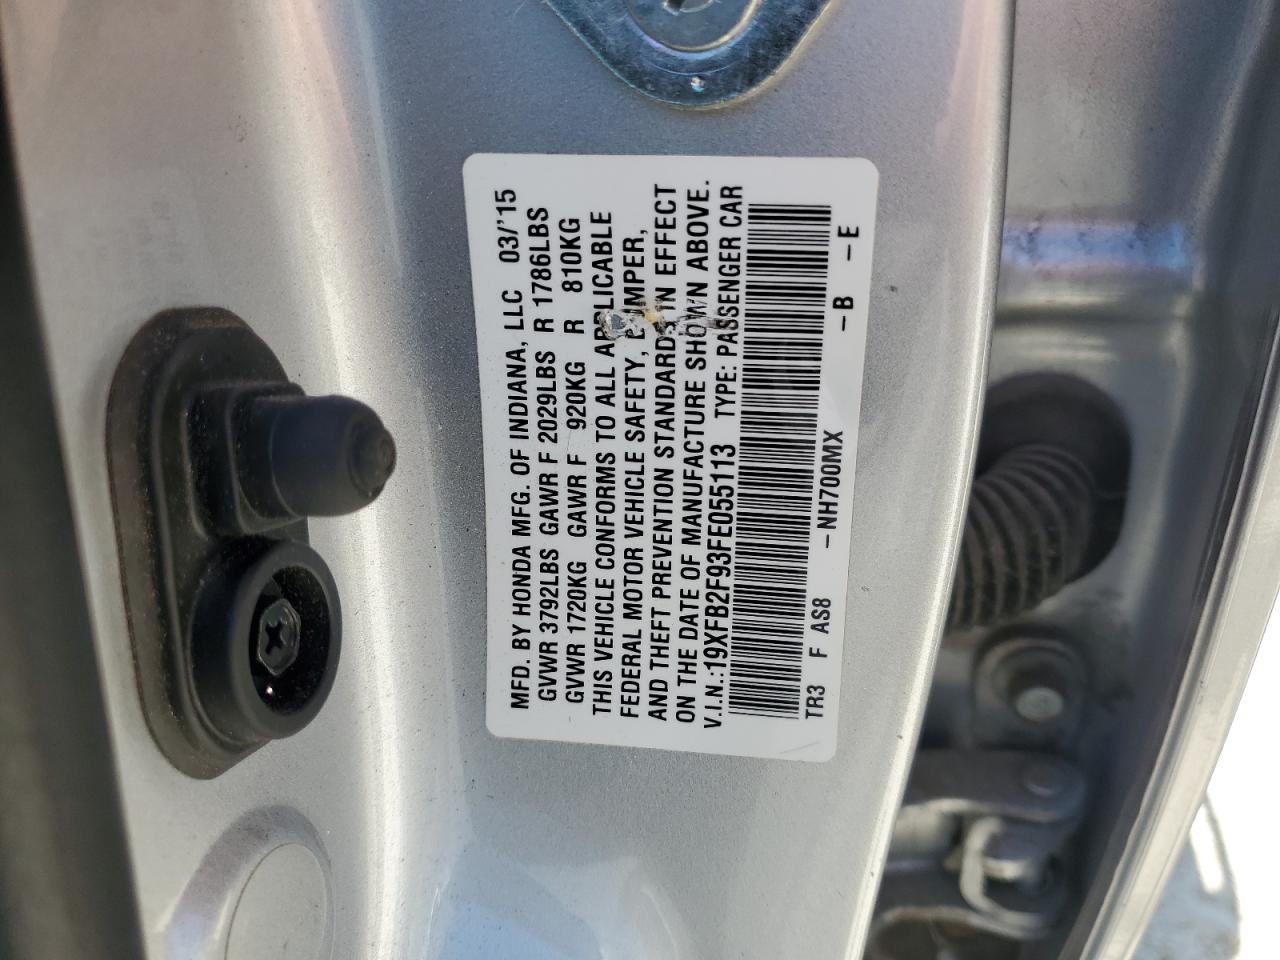 MFD. BY HONDA MFG. OF INDIANA, LLC 03/'15
GVWR 3792LBS GAWR F 2029LBS R 1786LBS
GVWR 1720KG GAWR F 920KG R 810KG
THIS VEHICLE CONFORMS TO ALL APPLICABLE
FEDERAL MOTOR VEHICLE SAFETY, BUMPER,
AND THEFT PREVENTION STANDARDS IN EFFECT
ON THE DATE OF MANUFACTURE SHOWN ABOVE.
V.I.N.:19XFB2F93FE055113 TYPE: PASSENGER CAR
TR3 F AS8 –NH700MX –B –E